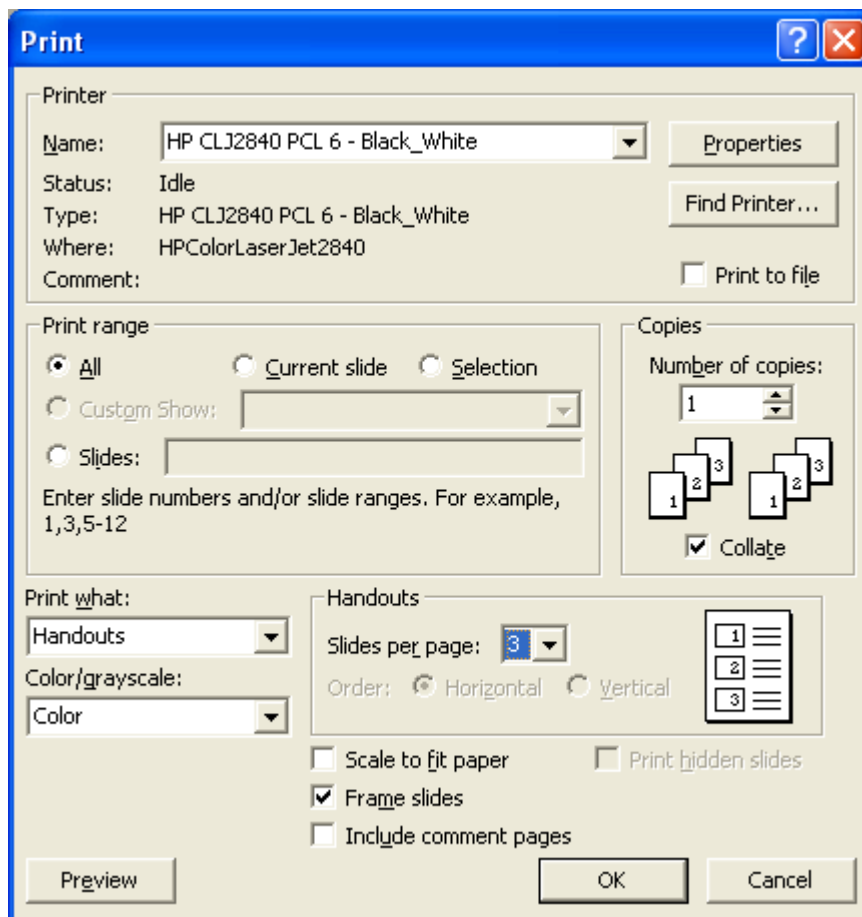 Print
Printer
Name: HP CLJ2840 PCL 6 - Black_White Properties
Status: Idle
Find Printer...
Type: HP CLJ2840 PCL 6 - Black_White
Where: HPColorLaserJet2840
Comment:
Print to file
Print range
All Current slide Selection
Custom Show:
Slides:
Enter slide numbers and/or slide ranges. For example,
1,3,5-12
Copies
Number of copies:
1
1 2 3 1 2 3
Collate
Print what:
Handouts
Color/grayscale:
Color
Handouts
Slides per page: 3
Order: Horizontal Vertical
1
2
3
Scale to fit paper Print hidden slides
Frame slides
Include comment pages
Preview OK Cancel